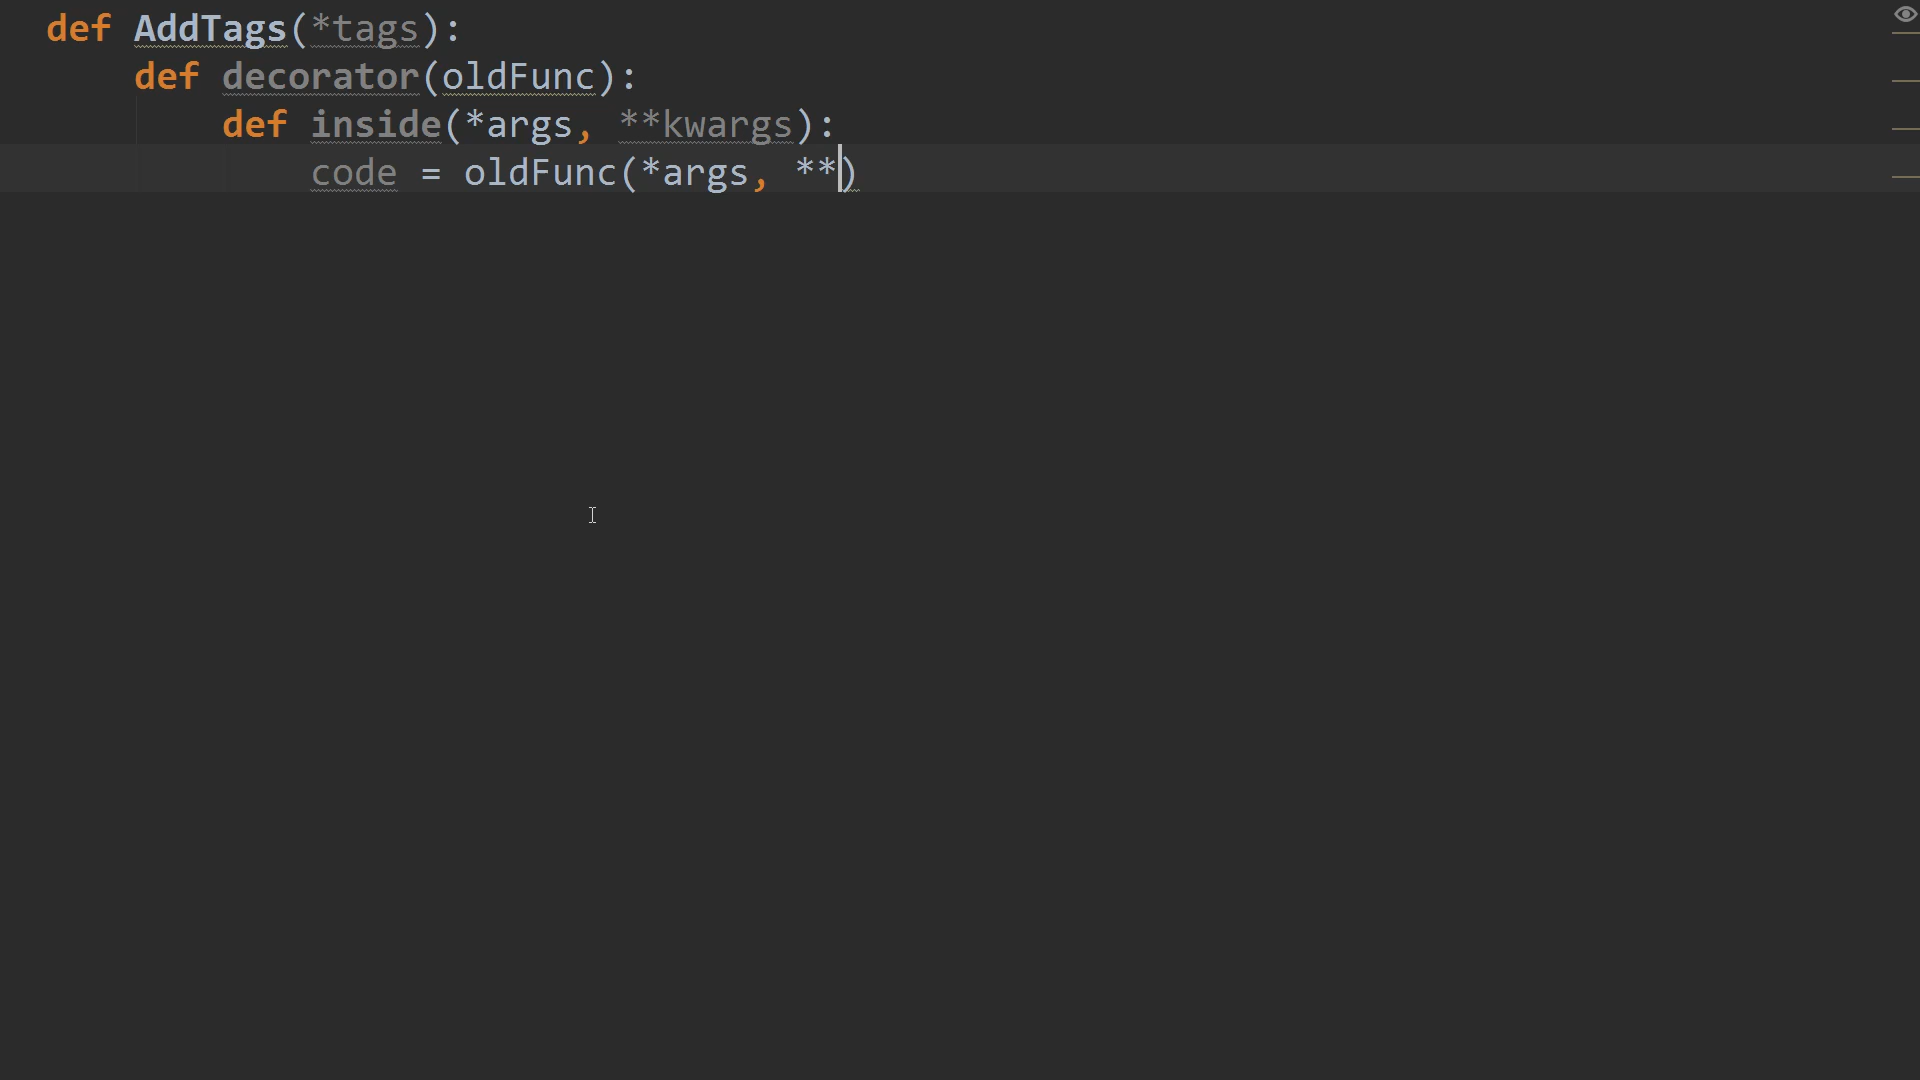 def AddTags(*tags):
def decorator(oldFunc):
def inside(*args, **kwargs):
code = oldFunc(*args, **)